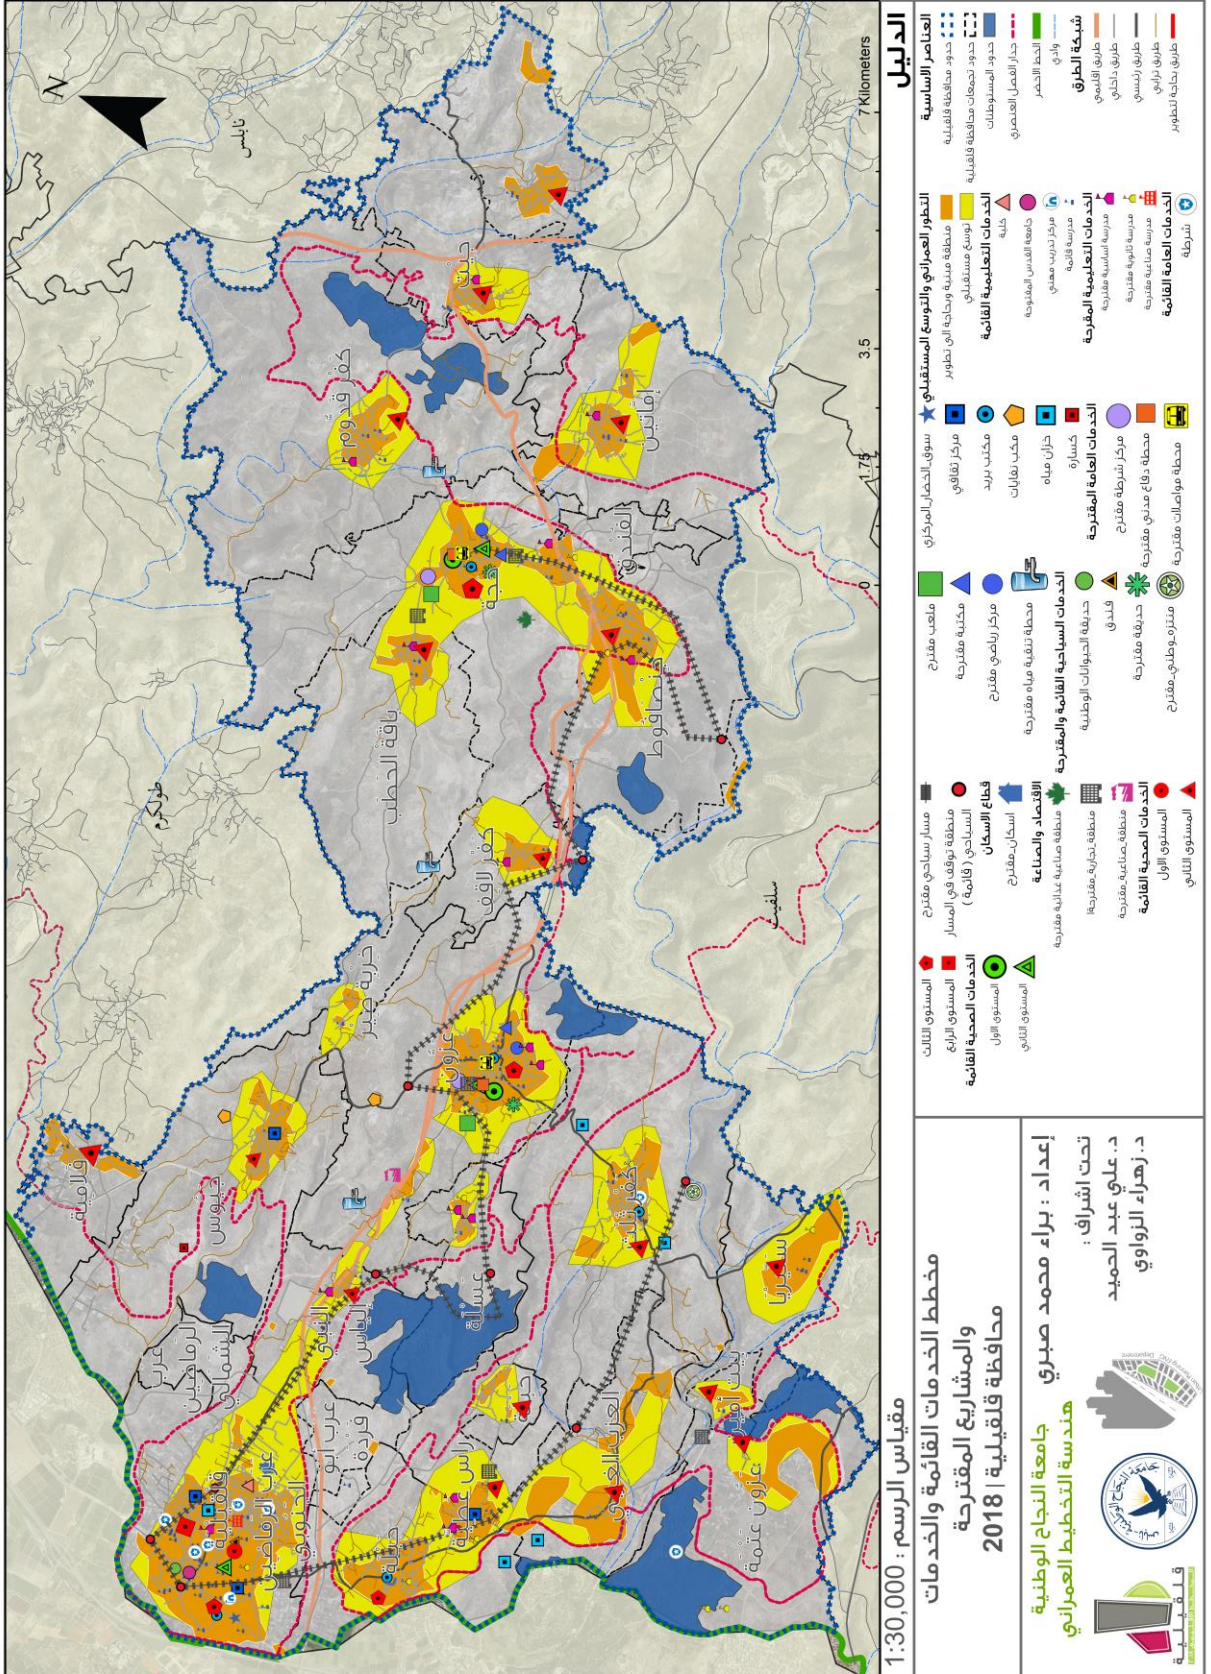 N
نابلس
طولكرم
سلفيت
كفر قدوم
جيت
إماتين
الفندق
حجة
باقة الحطب
جينصافوط
كفر لاقف
خربة صير
عزون
فلامية
جيوس
كفر ثلث
سنيريا
عسلة
النبي
إلياس
عرب
الرماضين
الشمالي
عرب ابو
فردة
قلقيلية
عرب الرماضين
الجنوبي
حبلة
راس عطية
بيت امين
عزون عتمة
7 Kilometers
3.5
1.75
0
مقياس الرسم : 1:30,000
الدليل
العناصر الاساسية
حدود محافظة قلقيلية
حدود تجمعات محافظة قلقيلية
حدود المستوطنات
جدار الفصل العنصري
الخط الاخضر
وادي
شبكة الطرق
طريق اقليمي
طريق داخلي
طريق رئيسي
طريق ترابي
طريق بحاجة لتطوير
التطور العمراني والتوسع المستقبلي
منطقة مبنية وبحاجة الى تطوير
توسع مستقبلي
الخدمات التعليمية القائمة
كلية
جامعة القدس المفتوحة
مركز تدريب مهني
مدرسة قائمة
الخدمات التعليمية المقرحة
مدرسة اساسية مقترحة
مدرسة ثانوية مقترحة
مدرسة صناعية مقترحة
الخدمات العامة القائمة
شرطة
سوق الخضار المركزي
مركز ثقافي
مكتب بريد
مكب نفايات
خزان مياه
كسارة
الخدمات العامة المقترحة
مركز شرطة مقترح
محطة دفاع مدني مقترحة
محطة مواصلات مقترحة
ملعب مقترح
مكتبة مقترحة
مركز رياضي مقترح
محطة تنقية مياه مقترحة
الخدمات السياحية القائمة والمقترحة
حديقة الحيوانات الوطنية
فندق
حديقة مقترحة
منتزه وطني مقترح
مسار سياحي مقترح
منطقة توقف في المسار
السياحي ( قائمة )
قطاع الاسكان
اسكان مقترح
الاقتصاد والصناعة
منطقة صناعية غذائية مقترحة
منطقة تجارية مقترحة
منطقة صناعية مقترحة
الخدمات الصحية القائمة
المستوى الاول
المستوى الثاني
المستوى الثالث
المستوى الرابع
الخدمات الصحية القائمة
المستوى الاول
المستوى الثاني
مخطط الخدمات القائمة والخدمات
والمشاريع المقترحة
محافظة قلقيلية | 2018
إعداد : براء محمد صبري
تحت اشراف :
د. علي عبد الحميد
د. زهراء الزواوي
جامعة النجاح الوطنية
هندسة التخطيط العمراني
قلقيلية